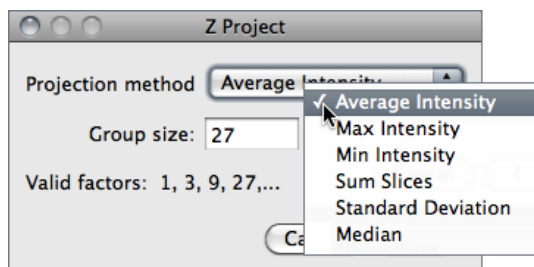 Z Project
Projection method Average Intensity
✓ Average Intensity
Max Intensity
Min Intensity
Sum Slices
Standard Deviation
Median
Group size: 27
Valid factors: 1, 3, 9, 27,...